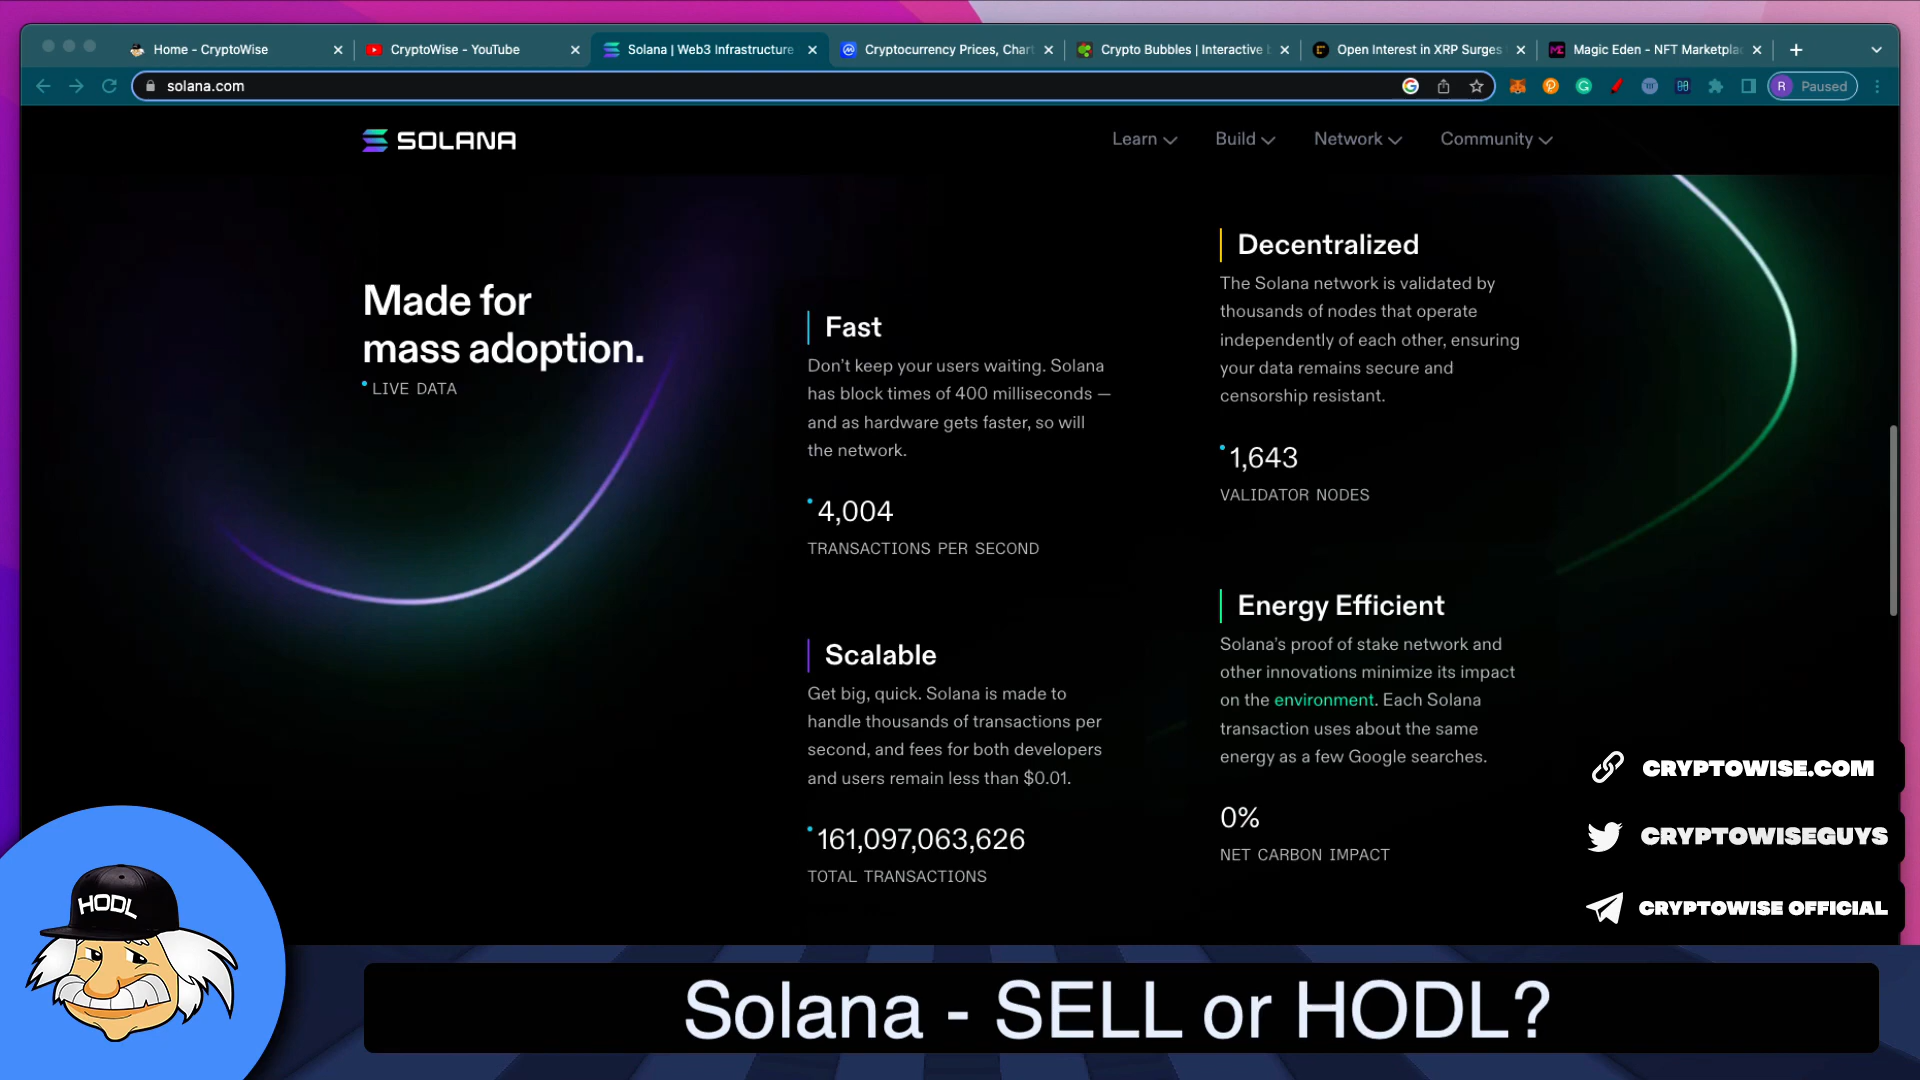 Home - CryptoWise
CryptoWise - YouTube
Solana | Web3 Infrastructure
Cryptocurrency Prices, Chart
Crypto Bubbles | Interactive b
Open Interest in XRP Surges
Magic Eden - NFT Marketpla
solana.com
R Paused
SOLANA
Learn
Build
Network
Community
Made for
mass adoption.
LIVE DATA
Fast
Don’t keep your users waiting. Solana
has block times of 400 milliseconds —
and as hardware gets faster, so will
the network.
4,004
TRANSACTIONS PER SECOND
Scalable
Get big, quick. Solana is made to
handle thousands of transactions per
second, and fees for both developers
and users remain less than $0.01.
161,097,063,626
TOTAL TRANSACTIONS
Decentralized
The Solana network is validated by
thousands of nodes that operate
independently of each other, ensuring
your data remains secure and
censorship resistant.
1,643
VALIDATOR NODES
Energy Efficient
Solana’s proof of stake network and
other innovations minimize its impact
on the environment. Each Solana
transaction uses about the same
energy as a few Google searches.
0%
NET CARBON IMPACT
CRYPTOWISE.COM
CRYPTOWISEGUYS
CRYPTOWISE OFFICIAL
HODL
Solana - SELL or HODL?